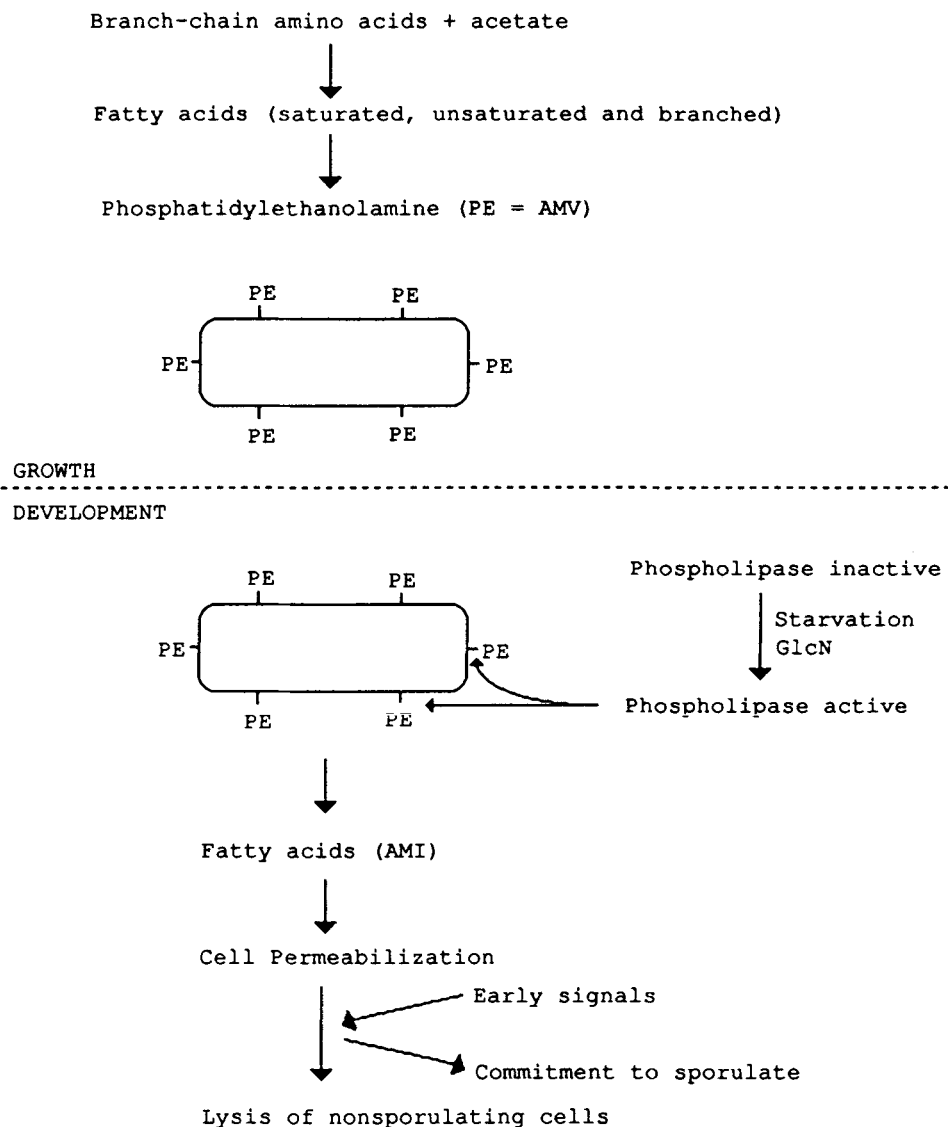 Branch-chain amino acids + acetate
Fatty acids (saturated, unsaturated and branched)
Phosphatidylethanolamine (PE = AMV)
PE PE
PE PE
PE PE
GROWTH
DEVELOPMENT
PE PE
Phospholipase inactive
Starvation
GlcN
PE PE
Phospholipase active
PE PE
Fatty acids (AMI)
Cell Permeabilization
Early signals
Commitment to sporulate
Lysis of nonsporulating cells